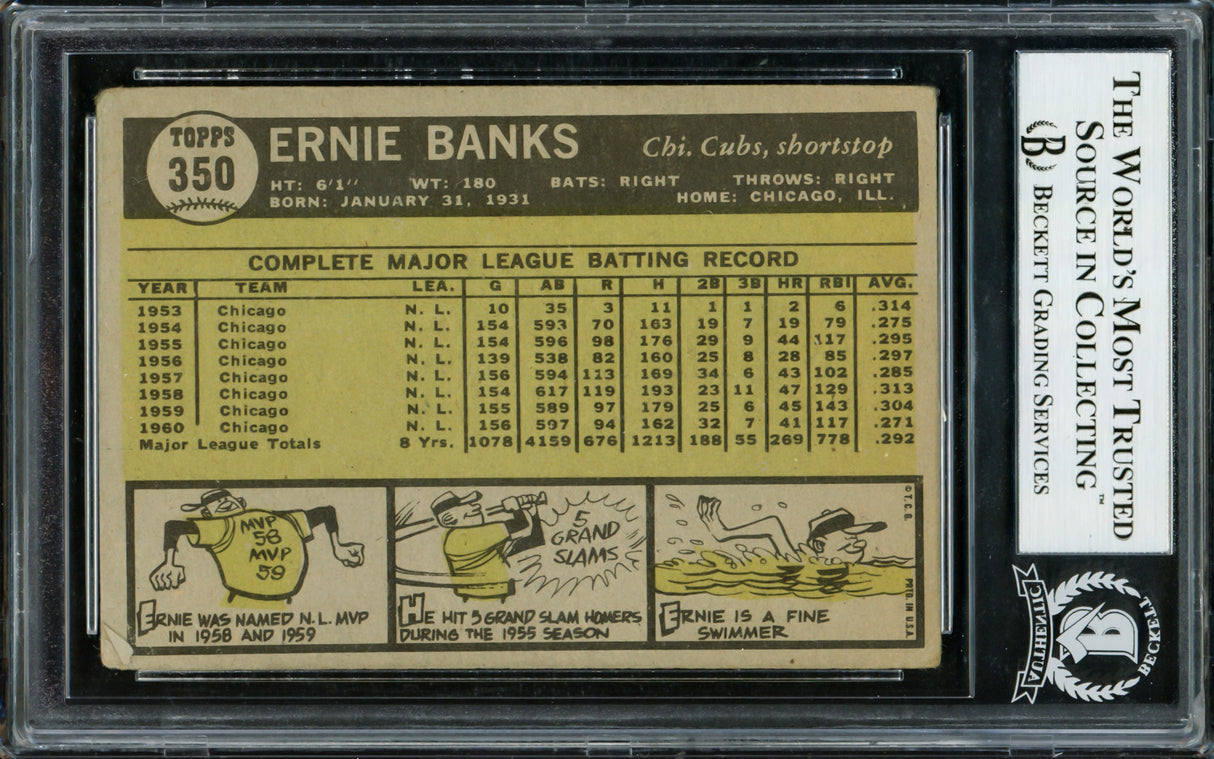 TOPPS
350
ERNIE BANKS
Chi. Cubs, shortstop
HT: 6'1" WT: 180 BATS: RIGHT THROWS: RIGHT
BORN: JANUARY 31, 1931 HOME: CHICAGO, ILL.
COMPLETE MAJOR LEAGUE BATTING RECORD
YEAR TEAM LEA. G AB R H 2B 3B HR RBI AVG.
1953 Chicago N. L. 10 35 3 11 1 1 2 6 .314
1954 Chicago N. L. 154 593 70 163 19 7 19 79 .275
1955 Chicago N. L. 154 596 98 176 29 9 44 117 .295
1956 Chicago N. L. 139 538 82 160 25 8 28 85 .297
1957 Chicago N. L. 156 594 113 169 34 6 43 102 .285
1958 Chicago N. L. 154 617 119 193 23 11 47 129 .313
1959 Chicago N. L. 155 589 97 179 25 6 45 143 .304
1960 Chicago N. L. 156 597 94 162 32 7 41 117 .271
Major League Totals 8 Yrs. 1078 4159 676 1213 188 55 269 778 .292
MVP
58
MVP
59
ERNIE WAS NAMED N.L. MVP
IN 1958 AND 1959
5
GRAND
SLAMS
HE HIT 5 GRAND SLAM HOMERS
DURING THE 1955 SEASON
ERNIE IS A FINE
SWIMMER
© T.C.G.
PRTD. IN U.S.A.
THE WORLD'S MOST TRUSTED
SOURCE IN COLLECTING™
B BECKETT GRADING SERVICES
AUTHENTIC
B
BECKETT